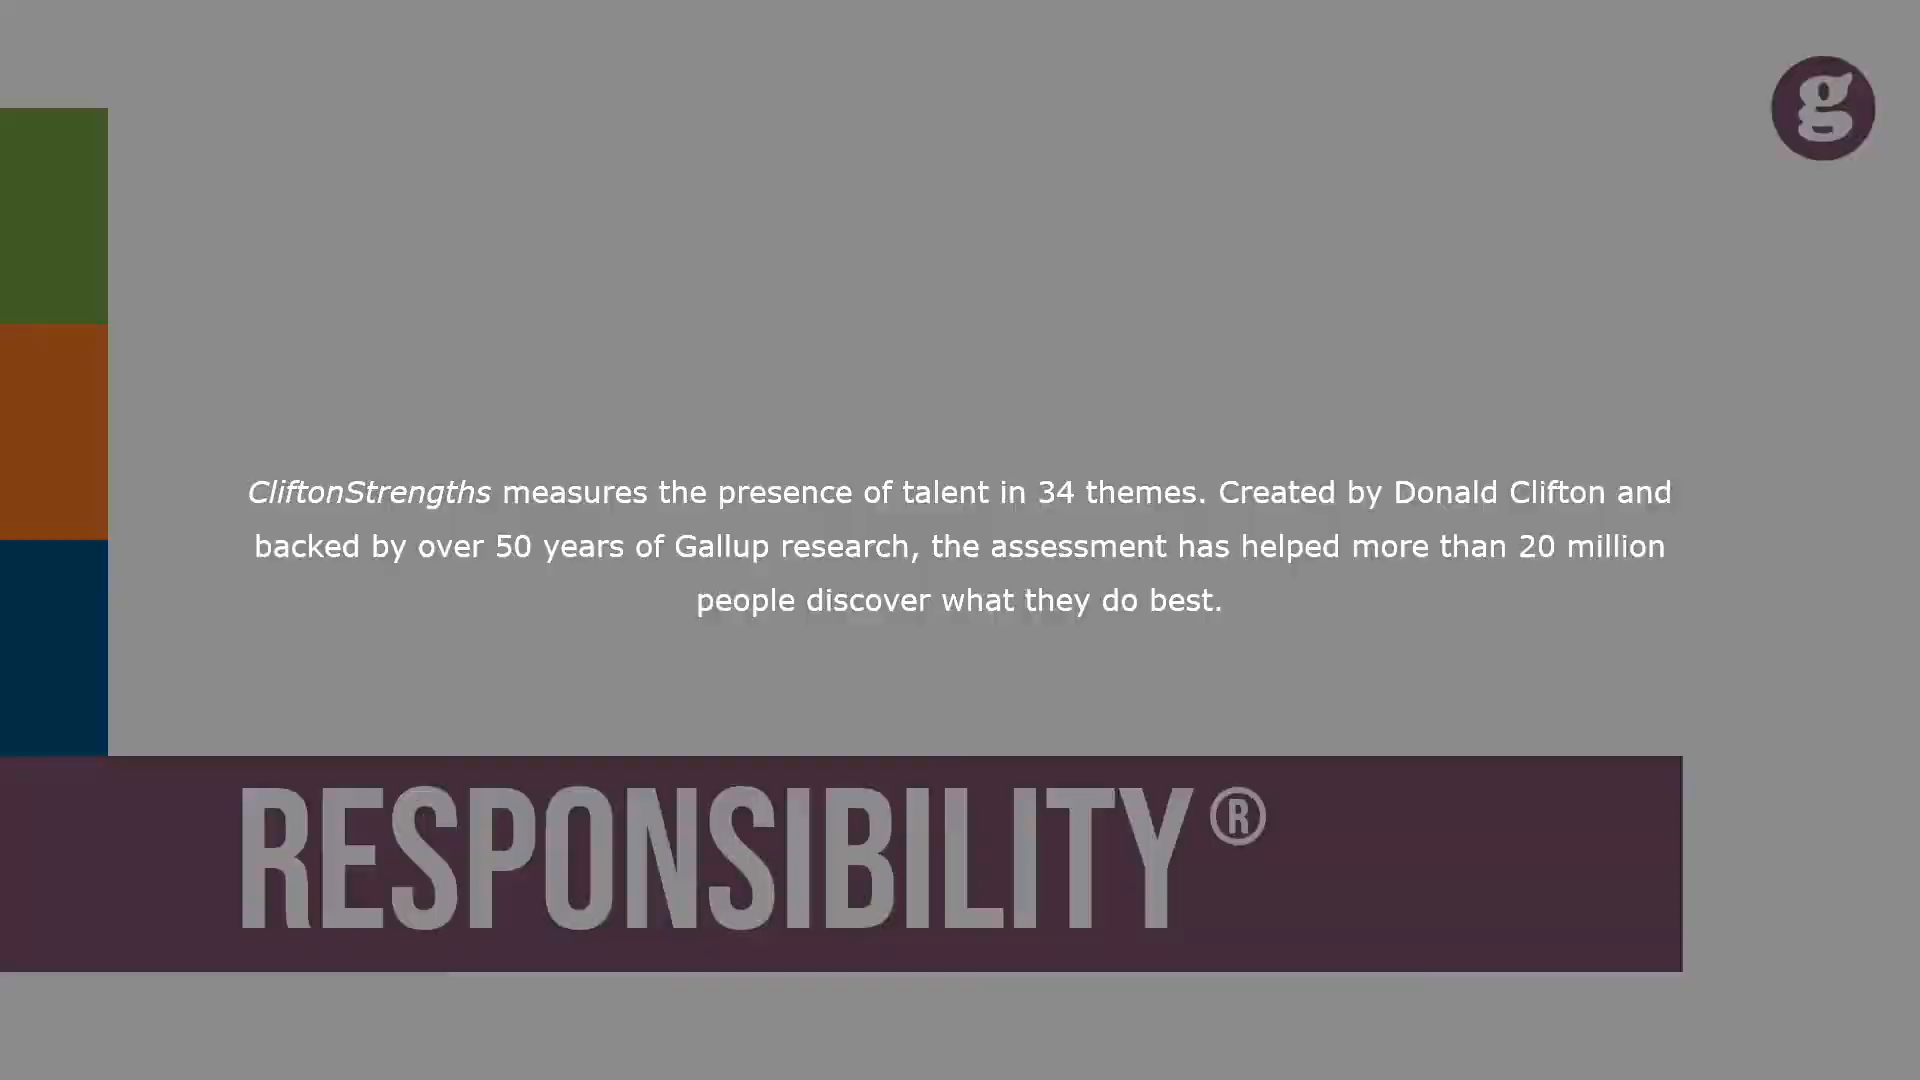 g
CliftonStrengths measures the presence of talent in 34 themes. Created by Donald Clifton and
backed by over 50 years of Gallup research, the assessment has helped more than 20 million
people discover what they do best.
RESPONSIBILITY®